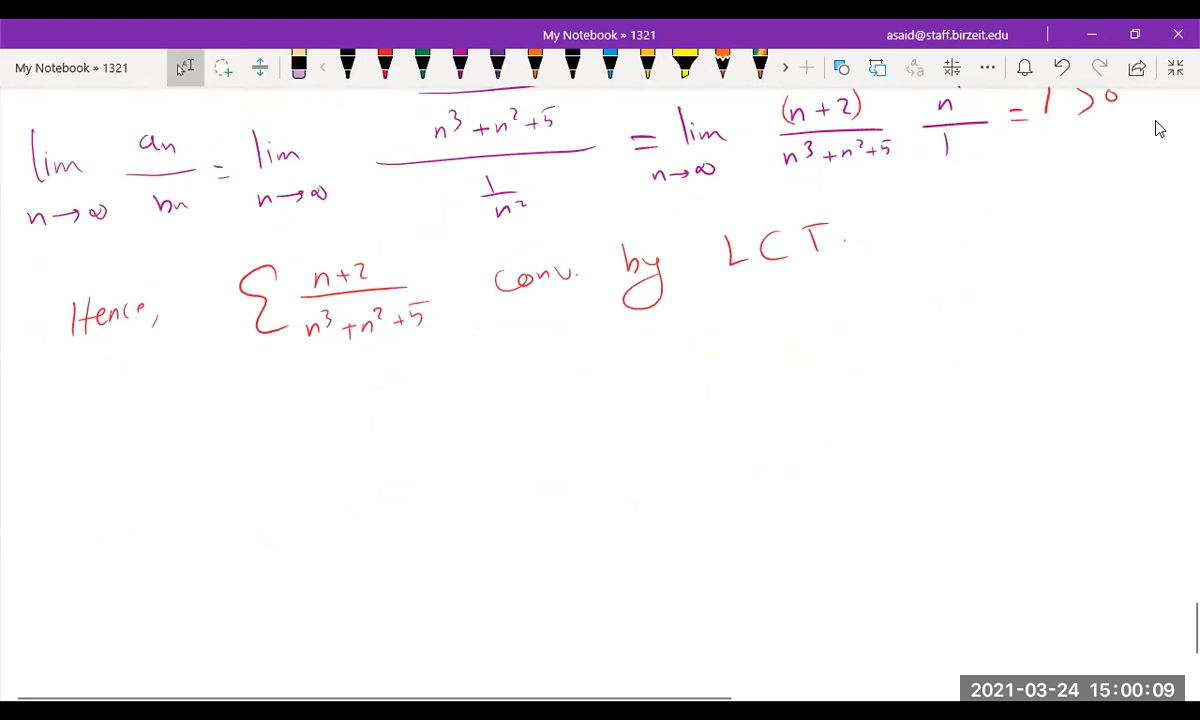 My Notebook » 1321
asaid@staff.birzeit.edu
My Notebook » 1321
lim n→∞ an/bn = lim n→∞ n³+n²+5 / 1/n² = lim n→∞ (n+2)/n³+n²+5 n/1 = 1 > 0
Hence, Σ n+2/n³+n²+5 conv. by LCT.
2021-03-24 15:00:09